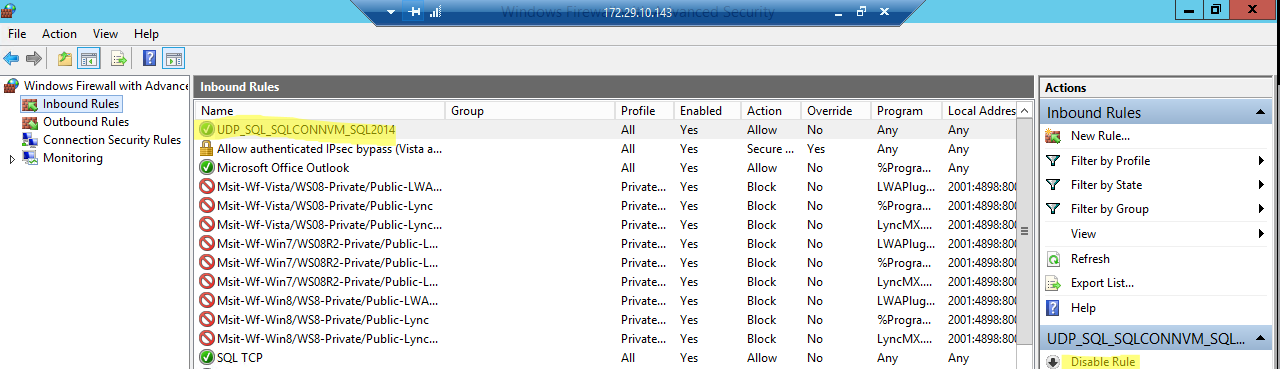 Windows Firewall with Advanced Security
172.29.10.143
File Action View Help
Windows Firewall with Advance
Inbound Rules
Outbound Rules
Connection Security Rules
Monitoring
Inbound Rules
Name Group Profile Enabled Action Override Program Local Address
UDP_SQL_SQLCONNVM_SQL2014 All Yes Allow No Any Any
Allow authenticated IPsec bypass (Vista a... All Yes Secure ... Yes Any Any
Microsoft Office Outlook All Yes Allow No %Progra... Any
Msit-Wf-Vista/WS08-Private/Public-LWA... Private... Yes Block No LWAPlug... 2001:4898:800
Msit-Wf-Vista/WS08-Private/Public-Lync Private... Yes Block No %Progra... 2001:4898:800
Msit-Wf-Vista/WS08-Private/Public-Lync... Private... Yes Block No LyncMX.... 2001:4898:800
Msit-Wf-Win7/WS08R2-Private/Public-L... Private... Yes Block No LWAPlug... 2001:4898:800
Msit-Wf-Win7/WS08R2-Private/Public-L... Private... Yes Block No %Progra... 2001:4898:800
Msit-Wf-Win7/WS08R2-Private/Public-L... Private... Yes Block No LyncMX.... 2001:4898:800
Msit-Wf-Win8/WS8-Private/Public-LWA... Private... Yes Block No LWAPlug... 2001:4898:800
Msit-Wf-Win8/WS8-Private/Public-Lync Private... Yes Block No %Progra... 2001:4898:800
Msit-Wf-Win8/WS8-Private/Public-Lync... Private... Yes Block No LyncMX.... 2001:4898:800
SQL TCP All Yes Allow No Any Any
Actions
Inbound Rules
New Rule...
Filter by Profile
Filter by State
Filter by Group
View
Refresh
Export List...
Help
UDP_SQL_SQLCONNVM_SQL...
Disable Rule